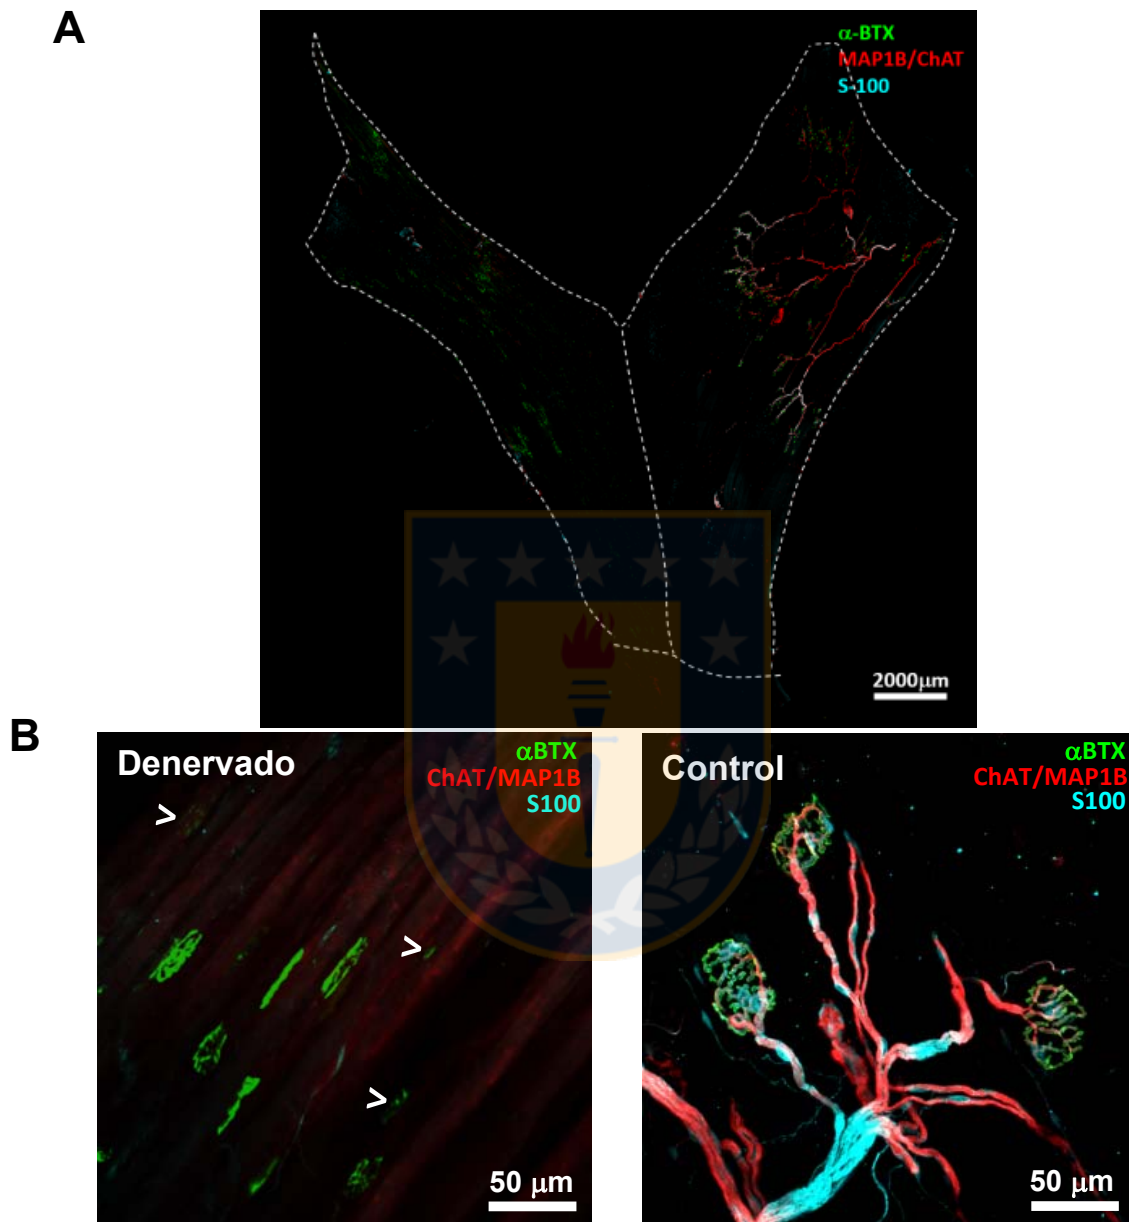 A
α-BTX
MAP1B/ChAT
S-100
2000μm
B
Denervado
αBTX
ChAT/MAP1B
S100
>
>
>
50 μm
Control
αBTX
ChAT/MAP1B
S100
50 μm